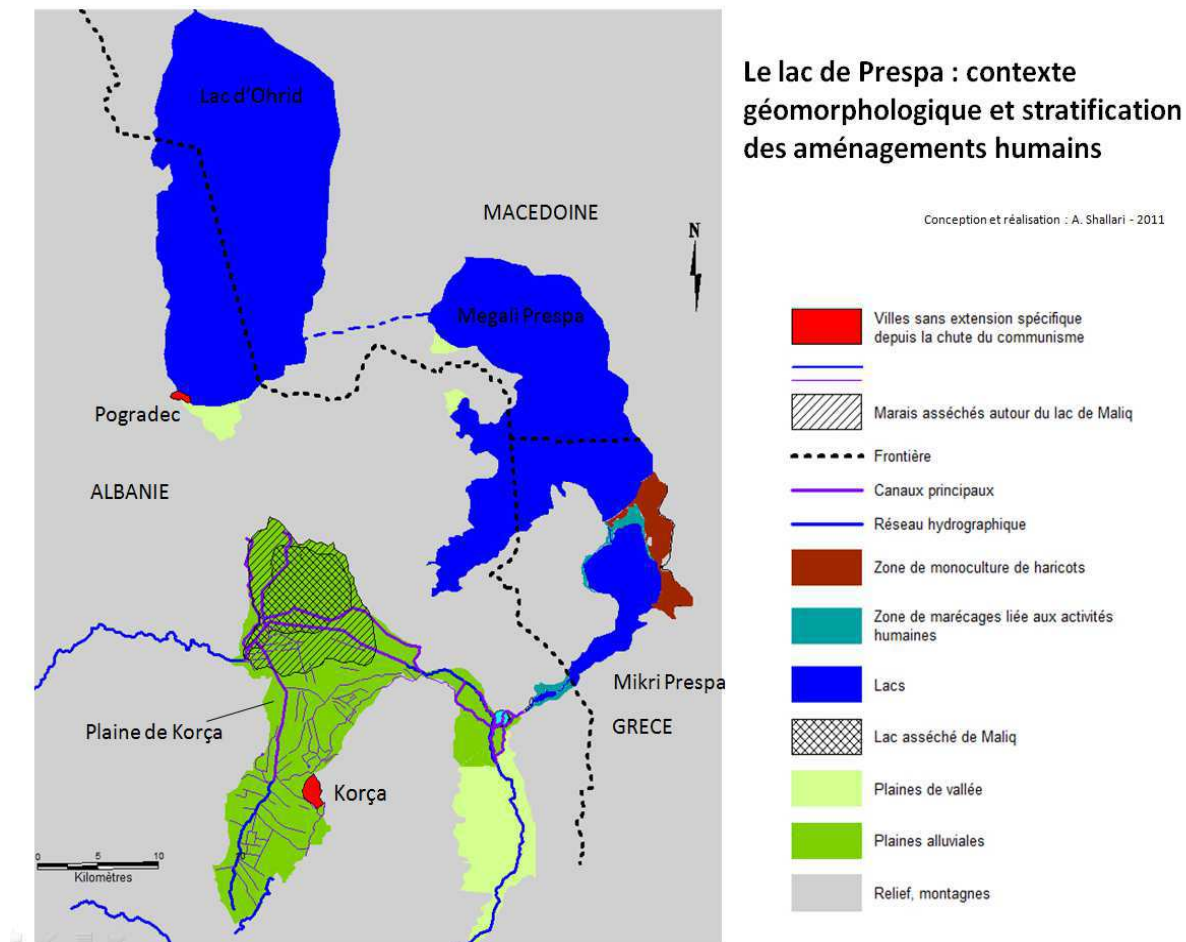 Le lac de Prespa : contexte
géomorphologique et stratification
des aménagements humains
Conception et réalisation : A. Shallari - 2011
Lac d'Ohrid
MACEDOINE
N
Megali Prespa
Pogradec
ALBANIE
Mikri Prespa
GRECE
Plaine de Korça
Korça
0 5 10
Kilomètres
Villes sans extension spécifique
depuis la chute du communisme
Marais asséchés autour du lac de Maliq
Frontière
Canaux principaux
Réseau hydrographique
Zone de monoculture de haricots
Zone de marécages liée aux activités
humaines
Lacs
Lac asséché de Maliq
Plaines de vallée
Plaines alluviales
Relief, montagnes